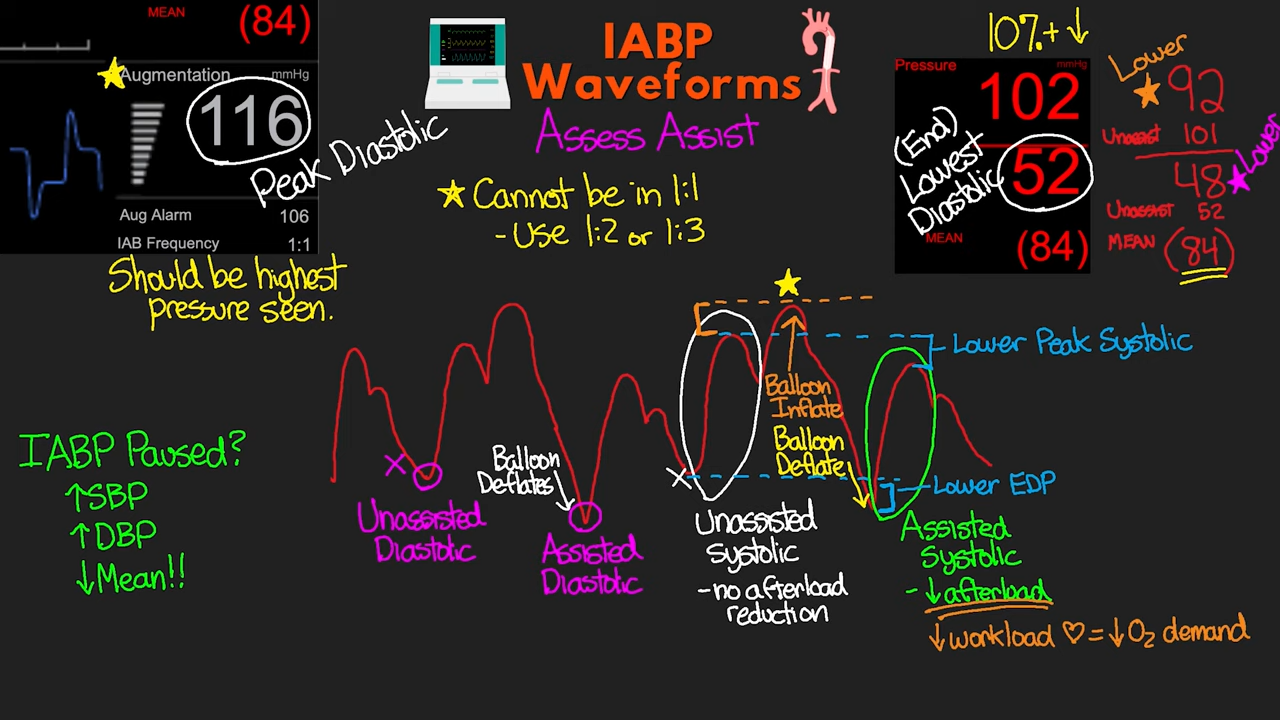 MEAN
(84)
Augmentation mmHg
116
Aug Alarm 106
IAB Frequency 1:1
Peak Diastolic
Should be highest
pressure seen.
IABP
Waveforms
Assess Assist
Cannot be in 1:1
- Use 1:2 or 1:3
10%+ ↓
Pressure mmHg
102
52
MEAN (84)
(End)
Lowest
Diastolic
Lower
92
Unassist 101
48
Lower
Unassist 52
MEAN (84)
IABP Paused?
↑SBP
↑DBP
↓Mean!!
X
Unassisted
Diastolic
Balloon
Deflates
Assisted
Diastolic
X
Unassisted
Systolic
- no afterload
reduction
Balloon
Inflate
Balloon
Deflate
Lower Peak Systolic
Lower EDP
Assisted
Systolic
- ↓ afterload
↓ workload ♡ = ↓ O₂ demand